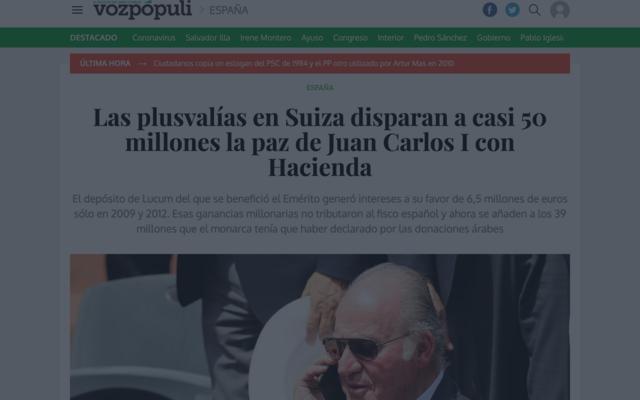 vozpópuli > ESPAÑA
DESTACADO Coronavirus Salvador Illa Irene Montero Ayuso Congreso Interior Pedro Sánchez Gobierno Pablo Iglesia
ÚLTIMA HORA → Ciudadanos copia un eslogan del PSC de 1984 y el PP otro utilizado por Artur Mas en 2010
ESPAÑA
Las plusvalías en Suiza disparan a casi 50
millones la paz de Juan Carlos I con
Hacienda
El depósito de Lucum del que se benefició el Emérito generó intereses a su favor de 6,5 millones de euros
sólo en 2009 y 2012. Esas ganancias millonarias no tributaron al fisco español y ahora se añaden a los 39
millones que el monarca tenía que haber declarado por las donaciones árabes